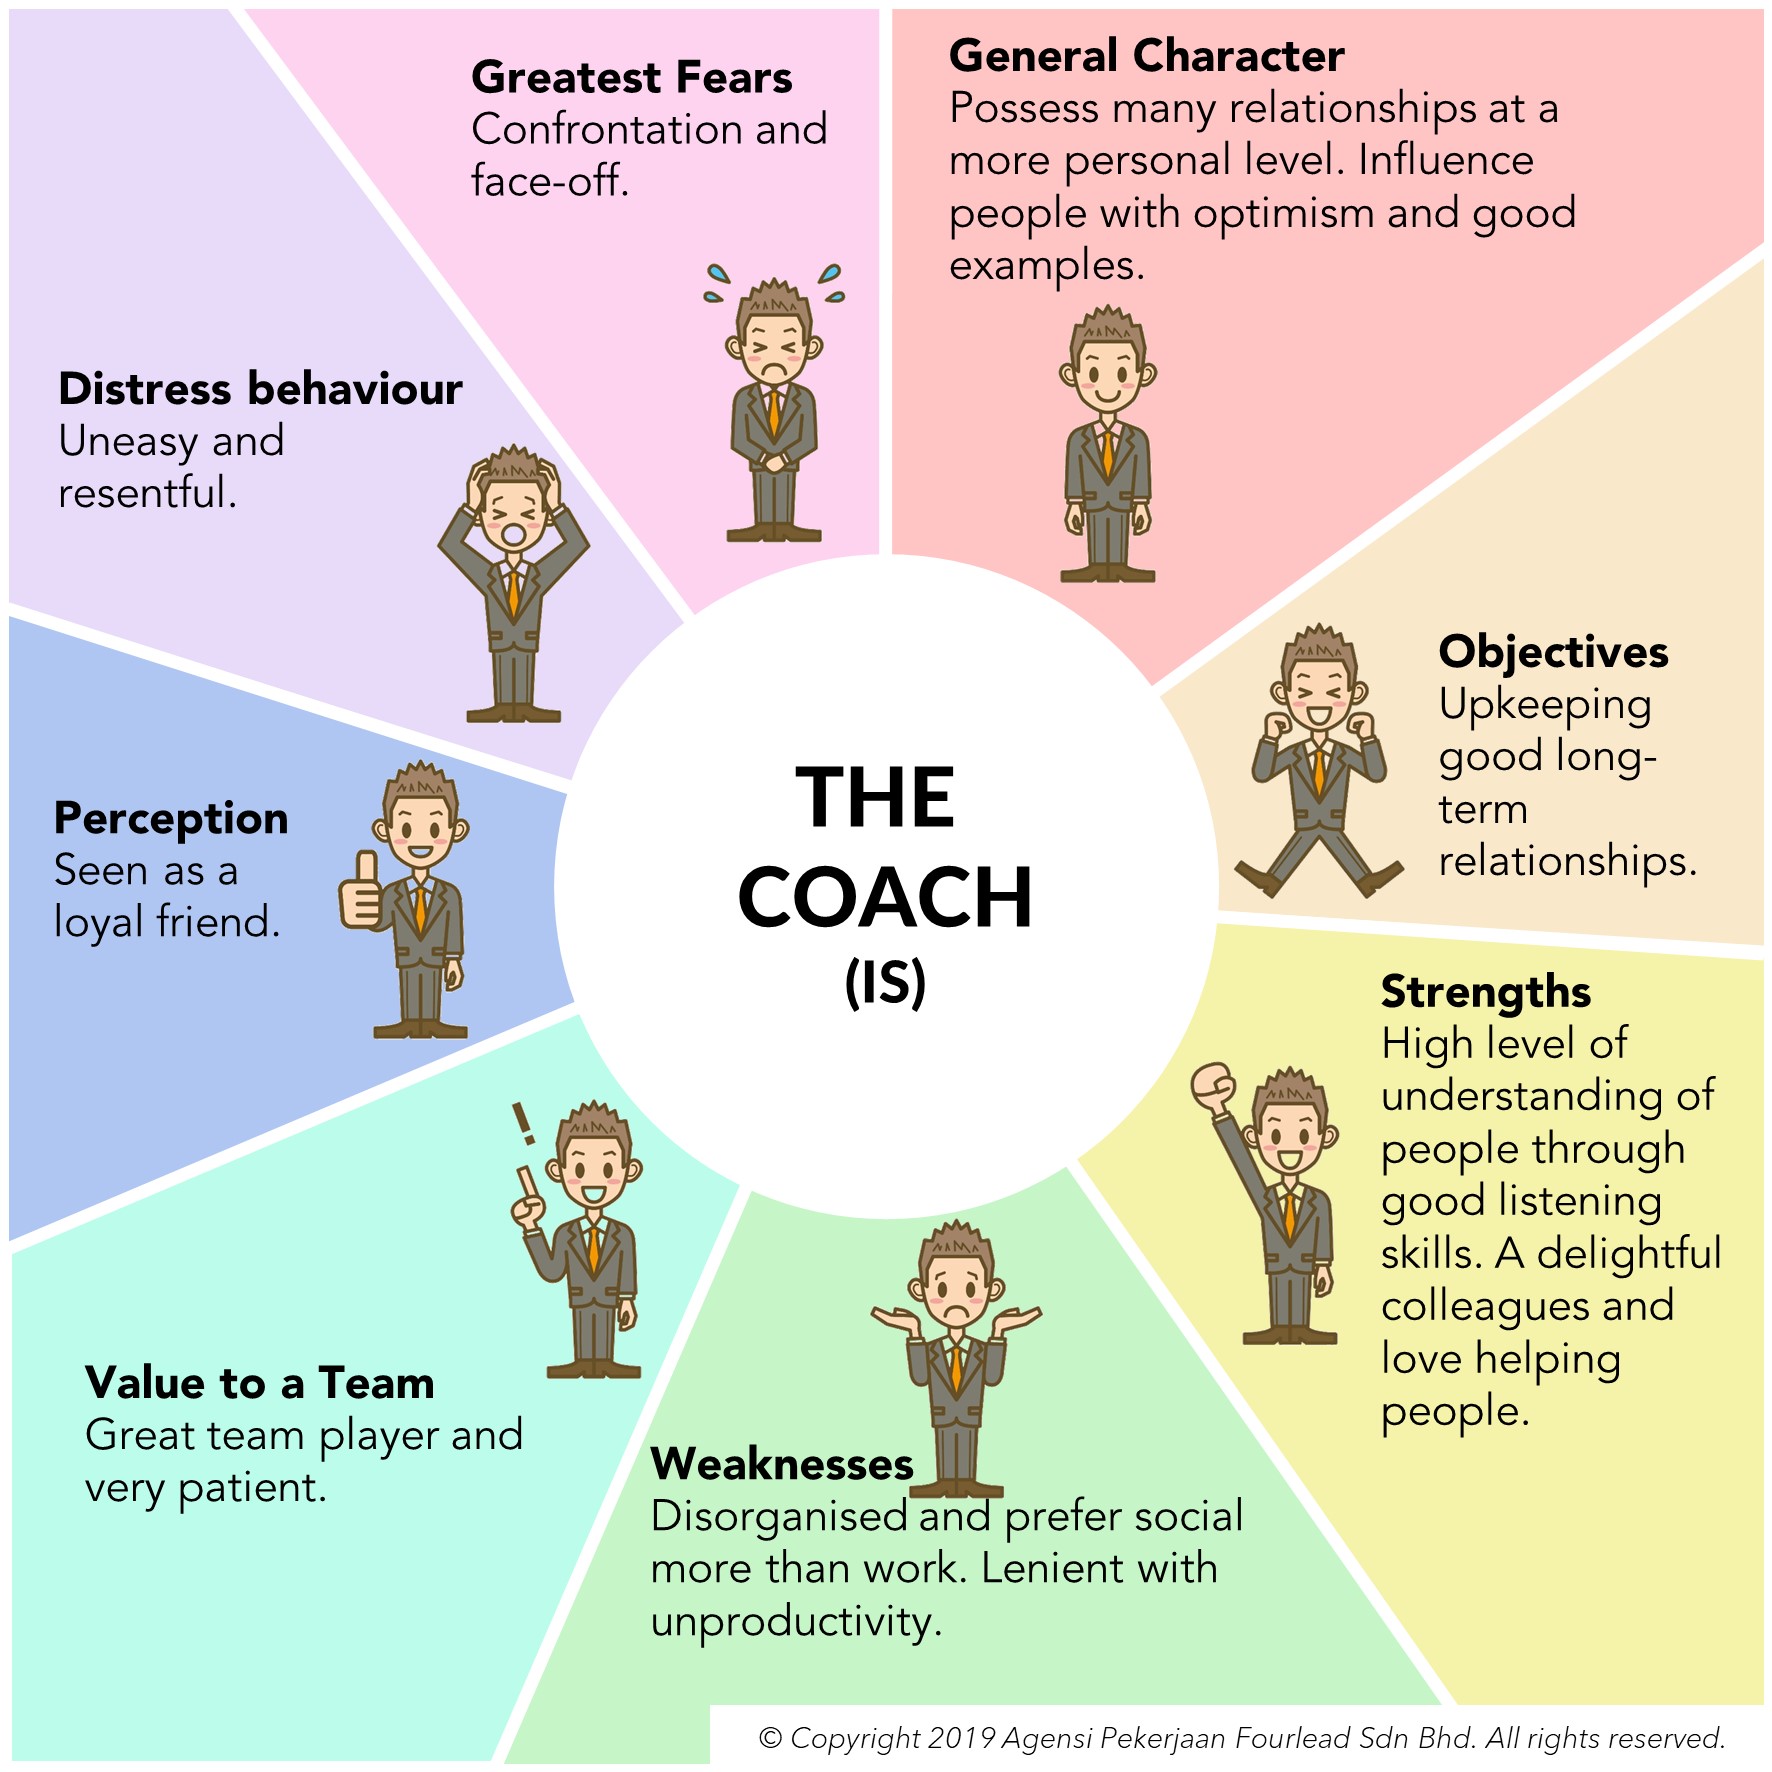 Greatest Fears
Confrontation and
face-off.
General Character
Possess many relationships at a
more personal level. Influence
people with optimism and good
examples.
Distress behaviour
Uneasy and
resentful.
Objectives
Upkeeping
good long-
term
relationships.
Perception
Seen as a
loyal friend.
THE
COACH
(IS)
Strengths
High level of
understanding of
people through
good listening
skills. A delightful
colleagues and
love helping
people.
!
Value to a Team
Great team player and
very patient.
Weaknesses
Disorganised and prefer social
more than work. Lenient with
unproductivity.
© Copyright 2019 Agensi Pekerjaan Fourlead Sdn Bhd. All rights reserved.